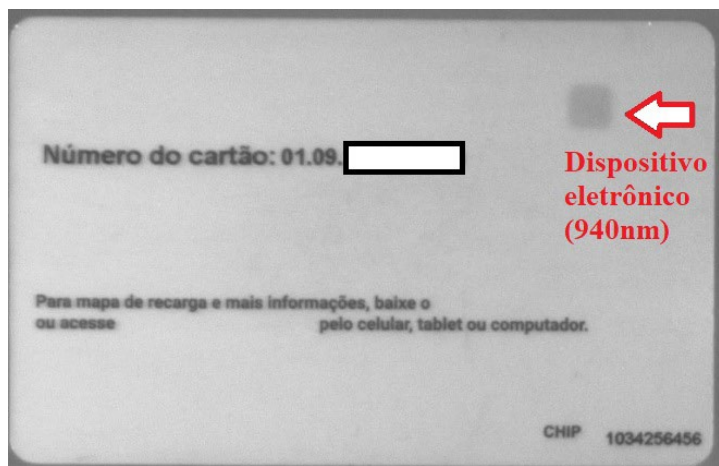 Número do cartão: 01.09.
Dispositivo
eletrônico
(940nm)
Para mapa de recarga e mais informações, baixe o
ou acesse pelo celular, tablet ou computador.
CHIP 1034256456